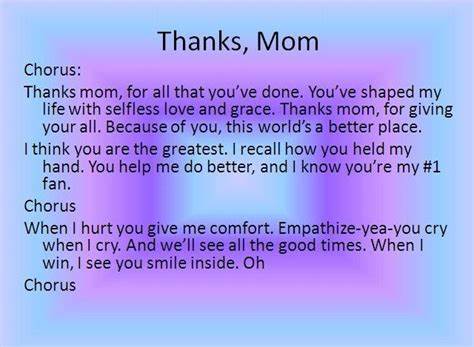 Thanks, Mom
Chorus:
Thanks mom, for all that you've done. You've shaped my
life with selfless love and grace. Thanks mom, for giving
your all. Because of you, this world's a better place.
I think you are the greatest. I recall how you held my
hand. You help me do better, and I know you're my #1
fan.
Chorus
When I hurt you give me comfort. Empathize-yea-you cry
when I cry. And we'll see all the good times. When I
win, I see you smile inside. Oh
Chorus